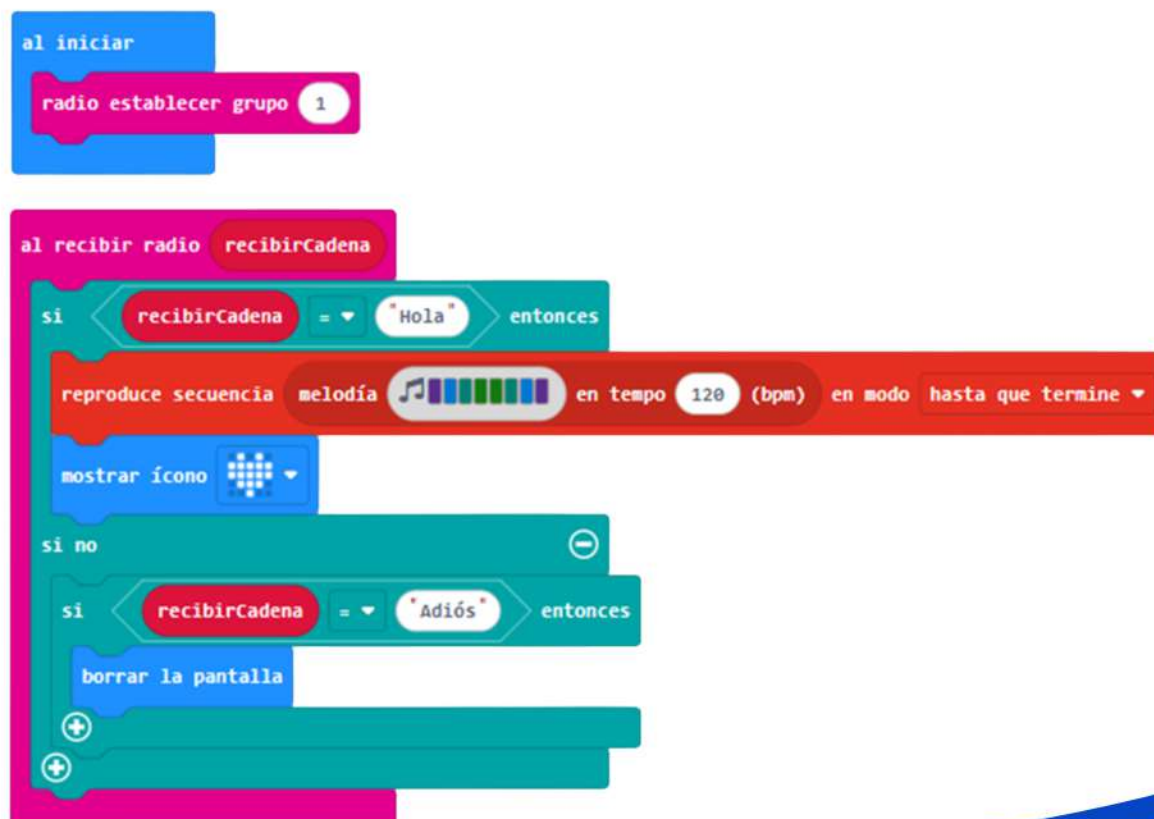 al iniciar
radio establecer grupo 1
al recibir radio recibirCadena
si recibirCadena = "Hola" entonces
reproduce secuencia melodía en tempo 120 (bpm) en modo hasta que termine
mostrar ícono
si no
si recibirCadena = "Adiós" entonces
borrar la pantalla